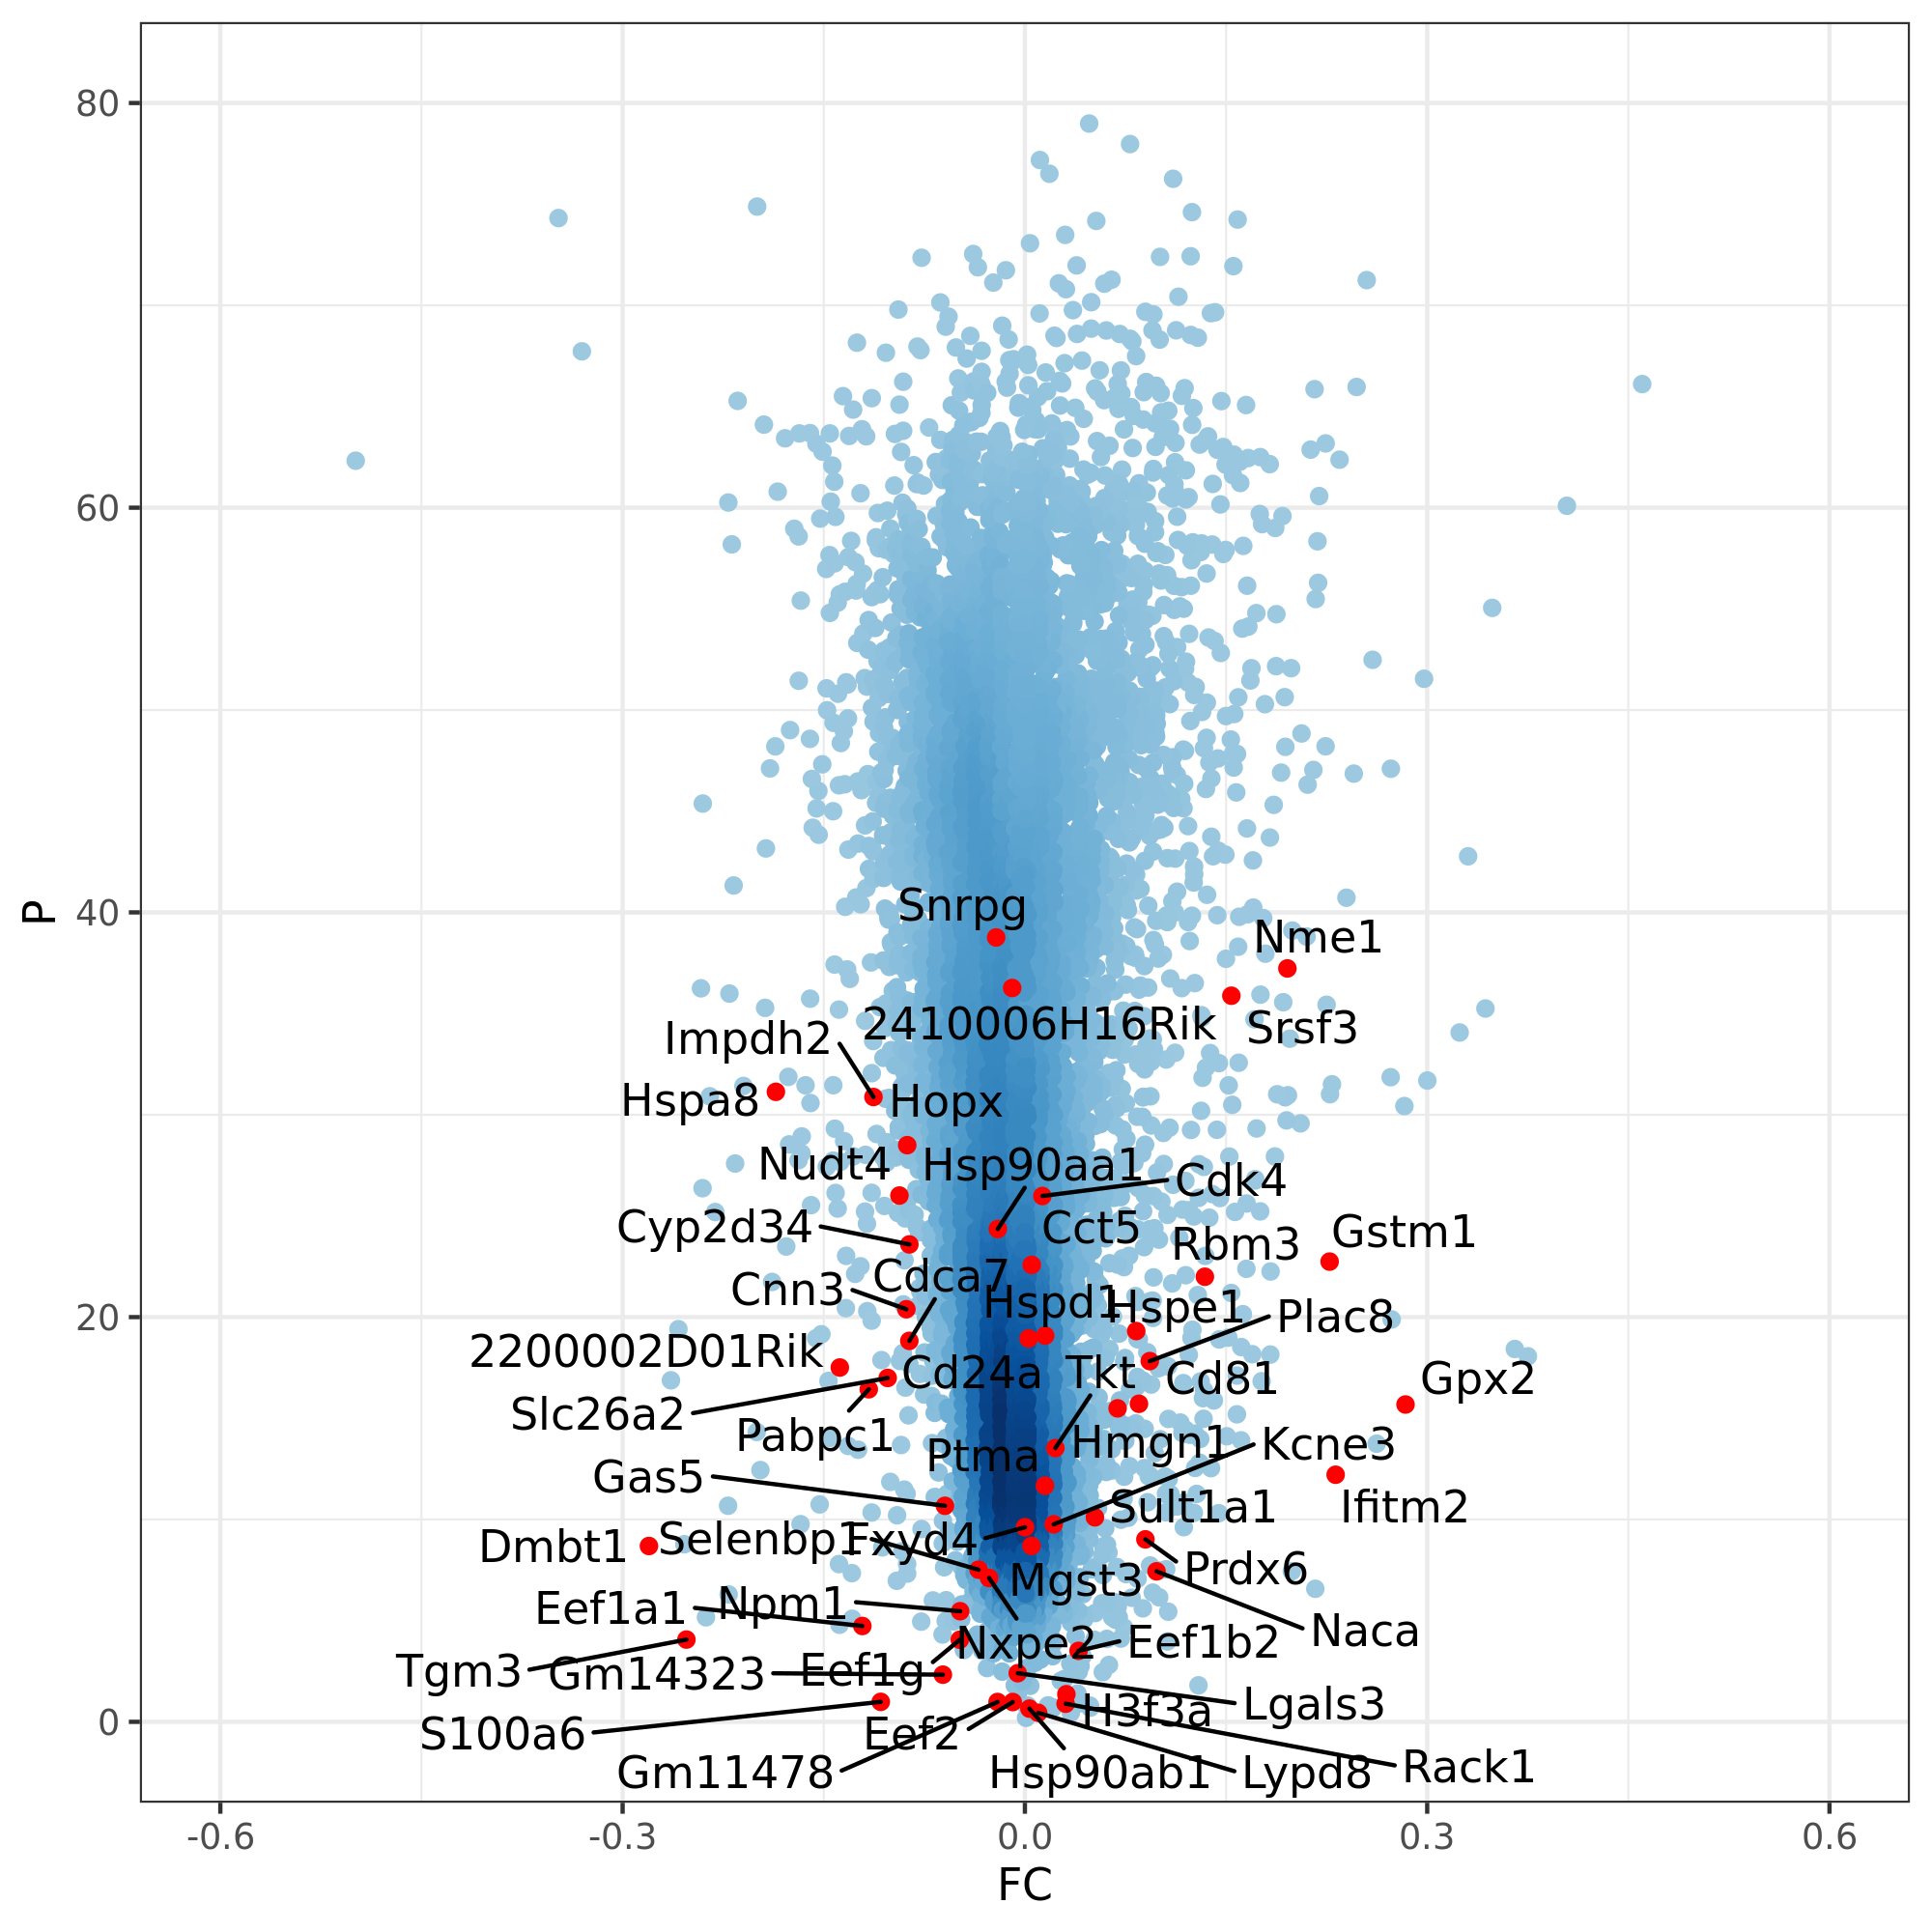 80
60
40
20
0
P
Snrpg
Nme1
2410006H16Rik
Srsf3
Impdh2
Hspa8
Hopx
Nudt4
Hsp90aa1
Cdk4
Cyp2d34
Cct5
Rbm3
Gstm1
Cnn3
Cdca7
Hspd1
Hspe1
Plac8
2200002D01Rik
Cd24a
Tkt
Cd81
Gpx2
Slc26a2
Pabpc1
Ptma
Hmgn1
Kcne3
Gas5
Sult1a1
Ifitm2
Dmbt1
Selenbp1
Fxyd4
Mgst3
Prdx6
Eef1a1
Npm1
Nxpe2
Eef1b2
Naca
Tgm3
Gm14323
Eef1g
Lgals3
S100a6
Eef2
H3f3a
Gm11478
Hsp90ab1
Lypd8
Rack1
-0.6
-0.3
0.0
0.3
0.6
FC